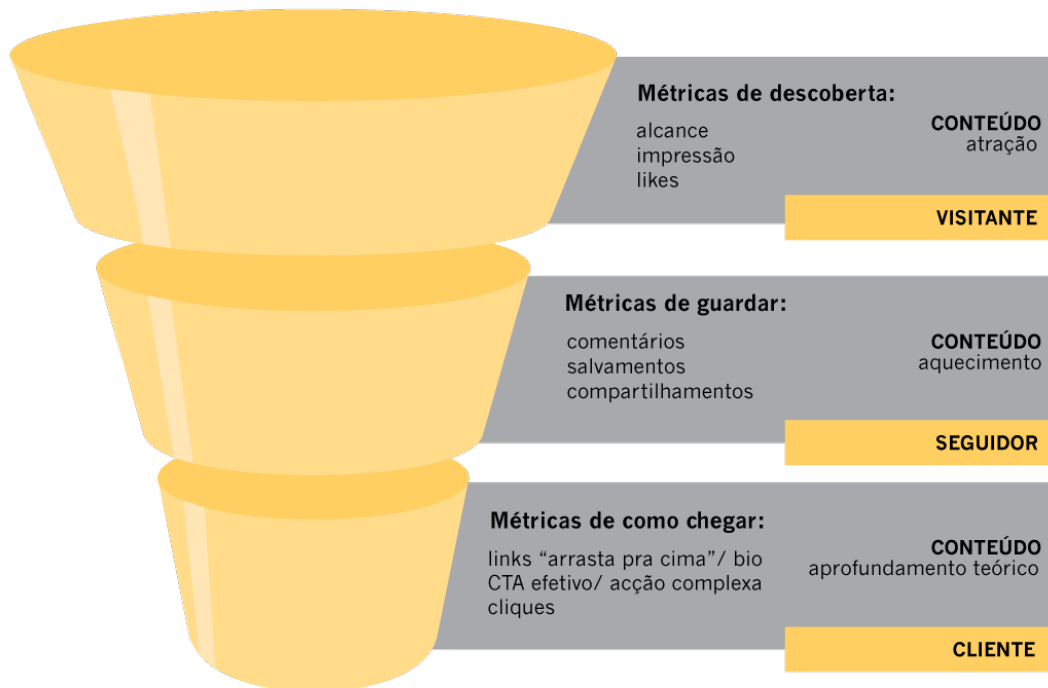 Métricas de descoberta:
alcance
impressão
likes
CONTEÚDO
atração
VISITANTE
Métricas de guardar:
comentários
salvamentos
compartilhamentos
CONTEÚDO
aquecimento
SEGUIDOR
Métricas de como chegar:
links “arrasta pra cima”/ bio
CTA efetivo/ acção complexa
cliques
CONTEÚDO
aprofundamento teórico
CLIENTE